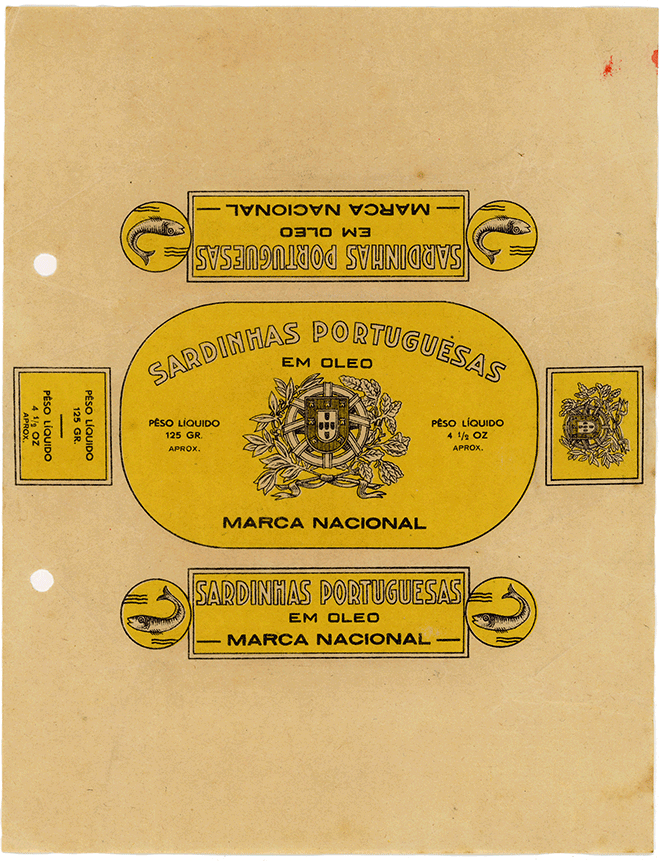 SARDINHAS PORTUGUESAS
EM OLEO
— MARCA NACIONAL —
SARDINHAS PORTUGUESAS
EM OLEO
PÊSO LÍQUIDO
125 GR.
APROX.
PÊSO LÍQUIDO
4 1/2 OZ
APROX.
MARCA NACIONAL
PÊSO LÍQUIDO
125 GR.
—
PÊSO LÍQUIDO
4 1/2 OZ
APROX.
SARDINHAS PORTUGUESAS
EM OLEO
— MARCA NACIONAL —